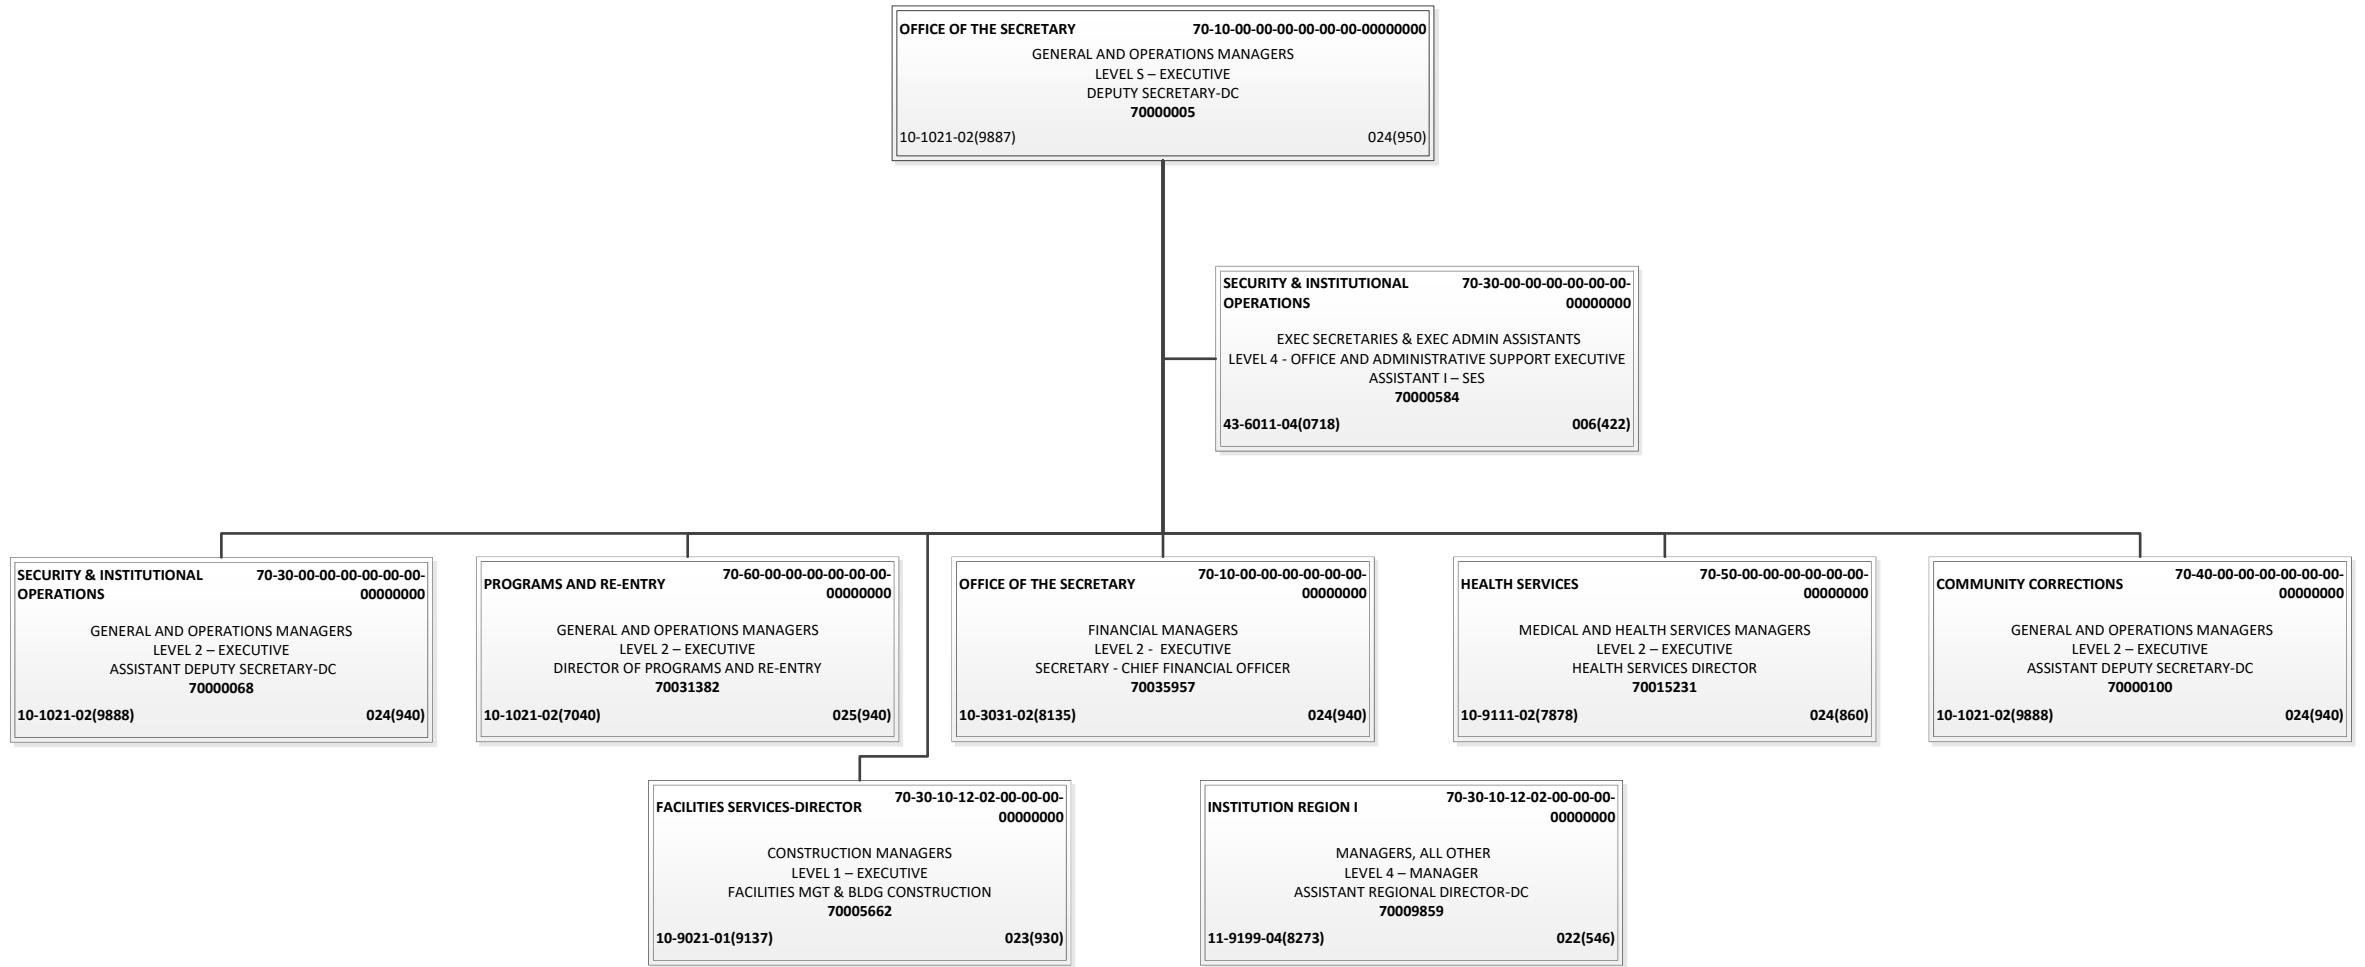 OFFICE OF THE SECRETARY 70-10-00-00-00-00-00-00-00000000
GENERAL AND OPERATIONS MANAGERS
LEVEL S – EXECUTIVE
DEPUTY SECRETARY-DC
70000005
10-1021-02(9887) 024(950)
SECURITY & INSTITUTIONAL 70-30-00-00-00-00-00-00-
OPERATIONS 00000000
EXEC SECRETARIES & EXEC ADMIN ASSISTANTS
LEVEL 4 - OFFICE AND ADMINISTRATIVE SUPPORT EXECUTIVE
ASSISTANT I – SES
70000584
43-6011-04(0718) 006(422)
SECURITY & INSTITUTIONAL 70-30-00-00-00-00-00-00-
OPERATIONS 00000000
GENERAL AND OPERATIONS MANAGERS
LEVEL 2 – EXECUTIVE
ASSISTANT DEPUTY SECRETARY-DC
70000068
10-1021-02(9888) 024(940)
PROGRAMS AND RE-ENTRY 70-60-00-00-00-00-00-00-
00000000
GENERAL AND OPERATIONS MANAGERS
LEVEL 2 – EXECUTIVE
DIRECTOR OF PROGRAMS AND RE-ENTRY
70031382
10-1021-02(7040) 025(940)
OFFICE OF THE SECRETARY 70-10-00-00-00-00-00-00-
00000000
FINANCIAL MANAGERS
LEVEL 2 - EXECUTIVE
SECRETARY - CHIEF FINANCIAL OFFICER
70035957
10-3031-02(8135) 024(940)
HEALTH SERVICES 70-50-00-00-00-00-00-00-
00000000
MEDICAL AND HEALTH SERVICES MANAGERS
LEVEL 2 – EXECUTIVE
HEALTH SERVICES DIRECTOR
70015231
10-9111-02(7878) 024(860)
COMMUNITY CORRECTIONS 70-40-00-00-00-00-00-00-
00000000
GENERAL AND OPERATIONS MANAGERS
LEVEL 2 – EXECUTIVE
ASSISTANT DEPUTY SECRETARY-DC
70000100
10-1021-02(9888) 024(940)
FACILITIES SERVICES-DIRECTOR 70-30-10-12-02-00-00-00-
00000000
CONSTRUCTION MANAGERS
LEVEL 1 – EXECUTIVE
FACILITIES MGT & BLDG CONSTRUCTION
70005662
10-9021-01(9137) 023(930)
INSTITUTION REGION I 70-30-10-12-02-00-00-00-
00000000
MANAGERS, ALL OTHER
LEVEL 4 – MANAGER
ASSISTANT REGIONAL DIRECTOR-DC
70009859
11-9199-04(8273) 022(546)